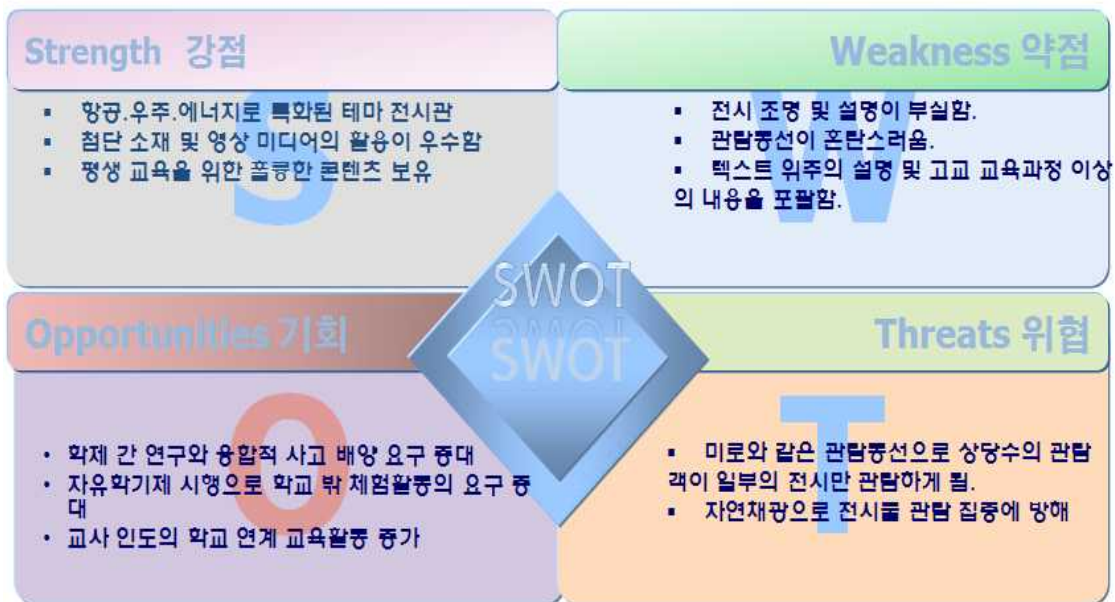 Strength 강점
▪ 항공.우주.에너지로 특화된 테마 전시관
▪ 첨단 소재 및 영상 미디어의 활용이 우수함
▪ 평생 교육을 위한 훌륭한 콘텐츠 보유
S
Weakness 약점
▪ 전시 조명 및 설명이 부실함.
▪ 관람동선이 혼란스러움.
▪ 텍스트 위주의 설명 및 고교 교육과정 이상
의 내용을 포괄함.
W
SWOT
SWOT
Opportunities 기회
• 학제 간 연구와 융합적 사고 배양 요구 증대
• 자유학기제 시행으로 학교 밖 체험활동의 요구 증
대
• 교사 인도의 학교 연계 교육활동 증가
O
Threats 위협
▪ 미로와 같은 관람동선으로 상당수의 관람
객이 일부의 전시만 관람하게 됨.
▪ 자연채광으로 전시물 관람 집중에 방해
T